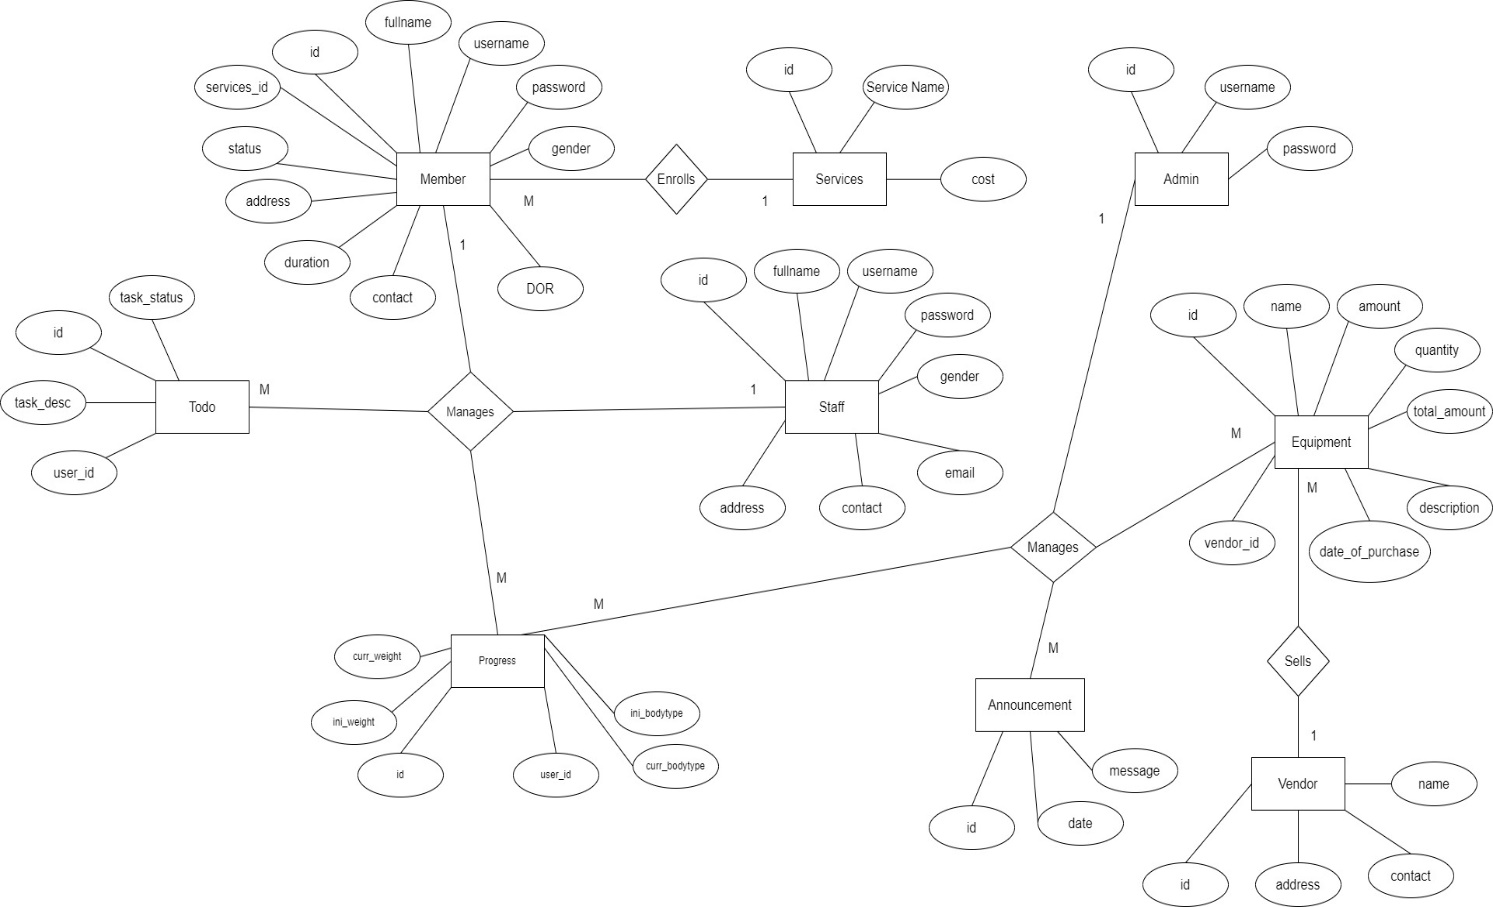 fullname
id
username
services_id
password
status
gender
address
Member
Enrolls
M
1
duration
contact
DOR
1
id
Service Name
Services
cost
id
username
password
Admin
1
task_status
id
task_desc
Todo
user_id
M
Manages
1
id
fullname
username
password
gender
Staff
email
address
contact
id
name
amount
quantity
total_amount
M
Equipment
M
description
vendor_id
date_of_purchase
Manages
M
M
M
curr_weight
Progress
ini_weight
ini_bodytype
id
user_id
curr_bodytype
Announcement
message
id
date
Sells
1
Vendor
name
id
address
contact